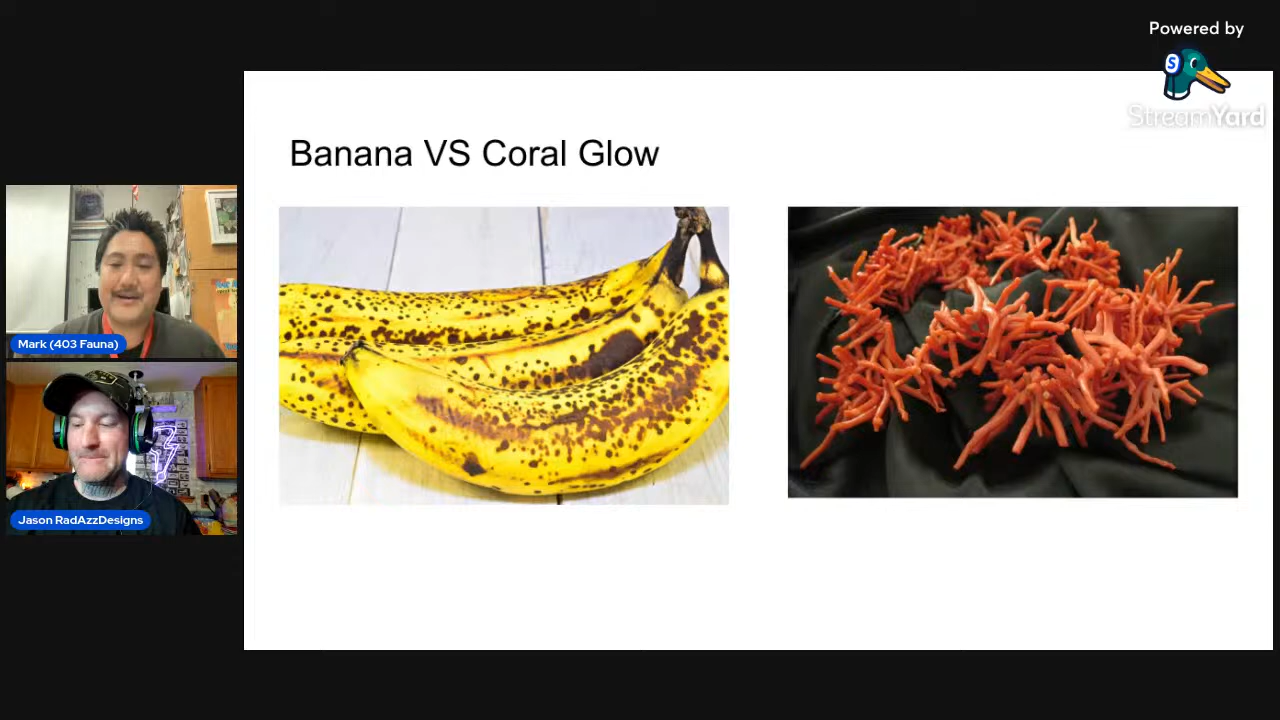 Powered by
S
StreamYard
Banana VS Coral Glow
Mark (403 Fauna)
Jason RadAzzDesigns